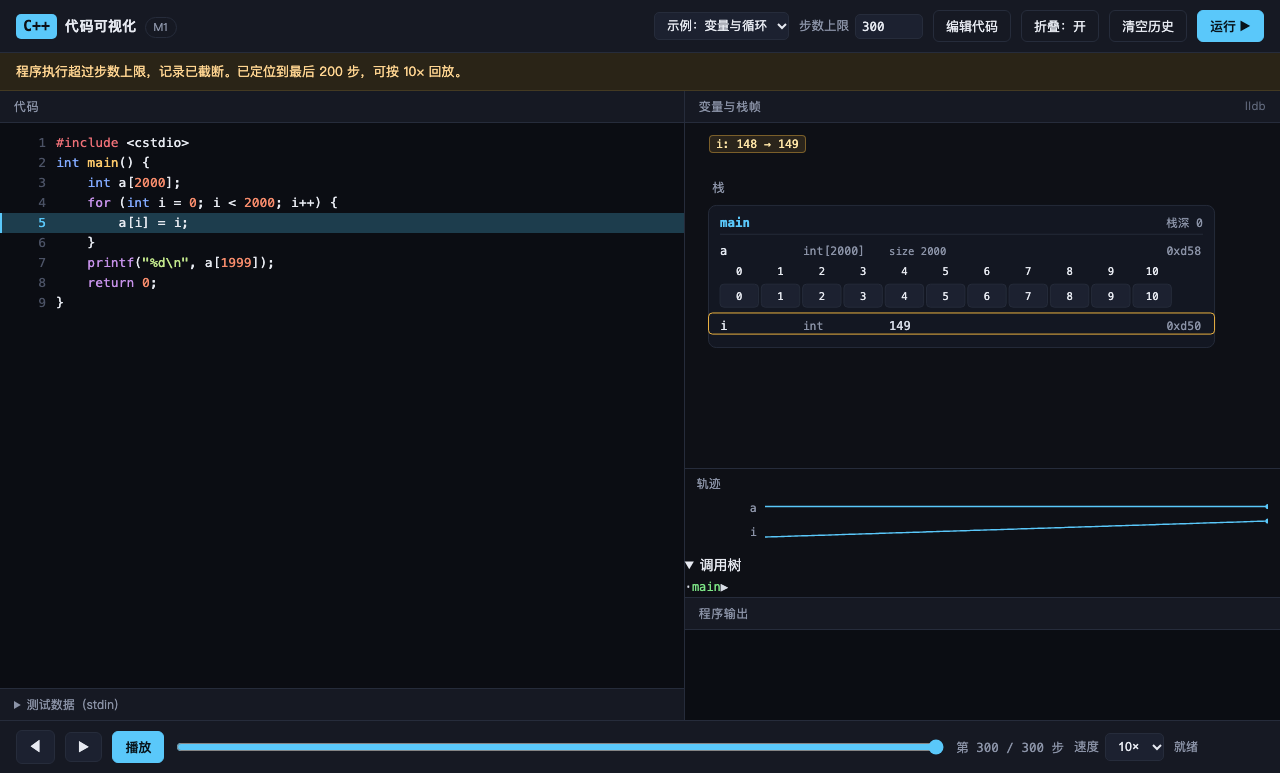 C++ 代码可视化 M1 示例：变量与循环 步数上限 300 编辑代码 折叠：开 清空历史 运行 ▶
程序执行超过步数上限，记录已截断。已定位到最后 200 步，可按 10× 回放。
代码
1 #include <cstdio>
2 int main() {
3     int a[2000];
4     for (int i = 0; i < 2000; i++) {
5         a[i] = i;
6     }
7     printf("%d\n", a[1999]);
8     return 0;
9 }
▶ 测试数据（stdin）
变量与栈帧 lldb
i: 148 → 149
栈
main 栈深 0
a int[2000] size 2000 0xd58
0 1 2 3 4 5 6 7 8 9 10
0 1 2 3 4 5 6 7 8 9 10
i int 149 0xd50
轨迹
a
i
▼ 调用树
·main▶
程序输出
◀ ▶ 播放 第 300 / 300 步 速度 10× 就绪